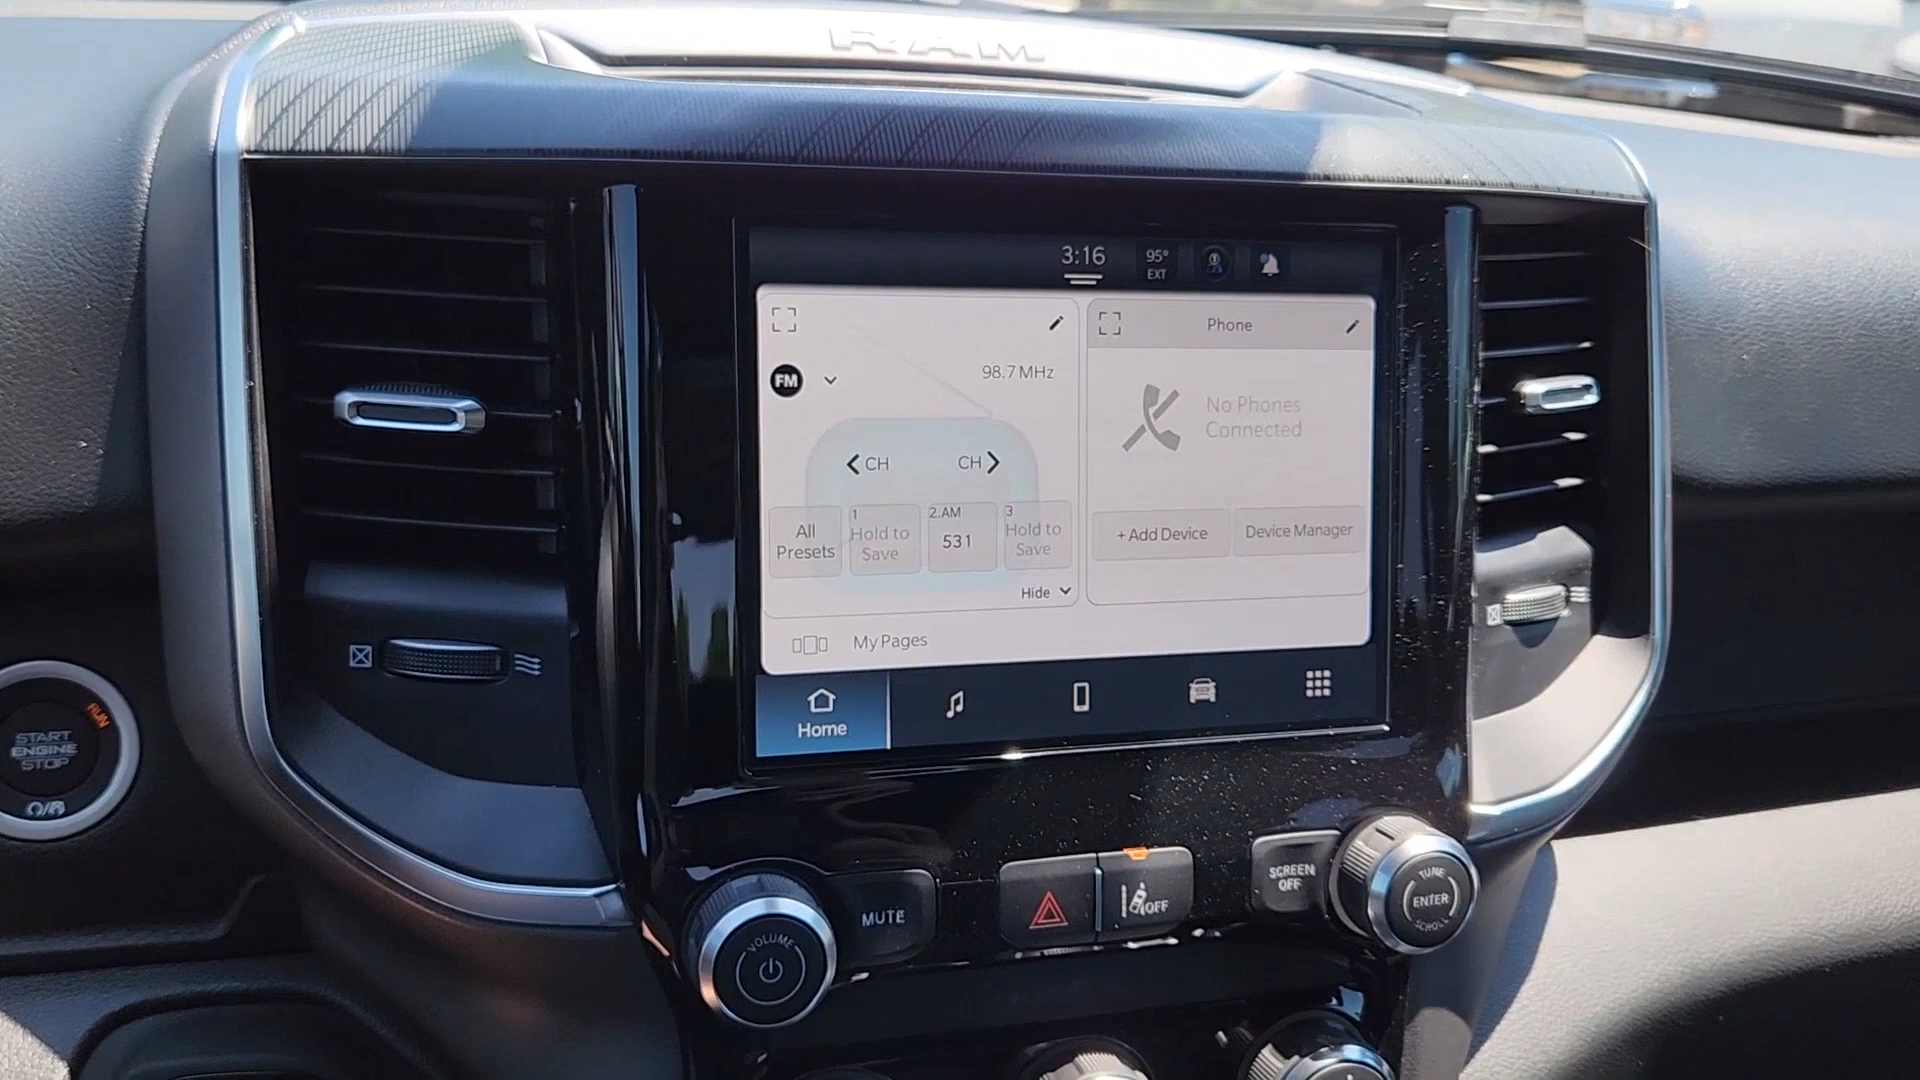 RAM
3:16
95°
EXT
Phone
FM
98.7 MHz
No Phones
Connected
CH
CH
All
Presets
1
Hold to
Save
2.AM
531
3
Hold to
Save
+ Add Device
Device Manager
Hide
My Pages
Home
RUN
START
ENGINE
STOP
VOLUME
MUTE
OFF
SCREEN
OFF
TUNE
ENTER
SCROLL